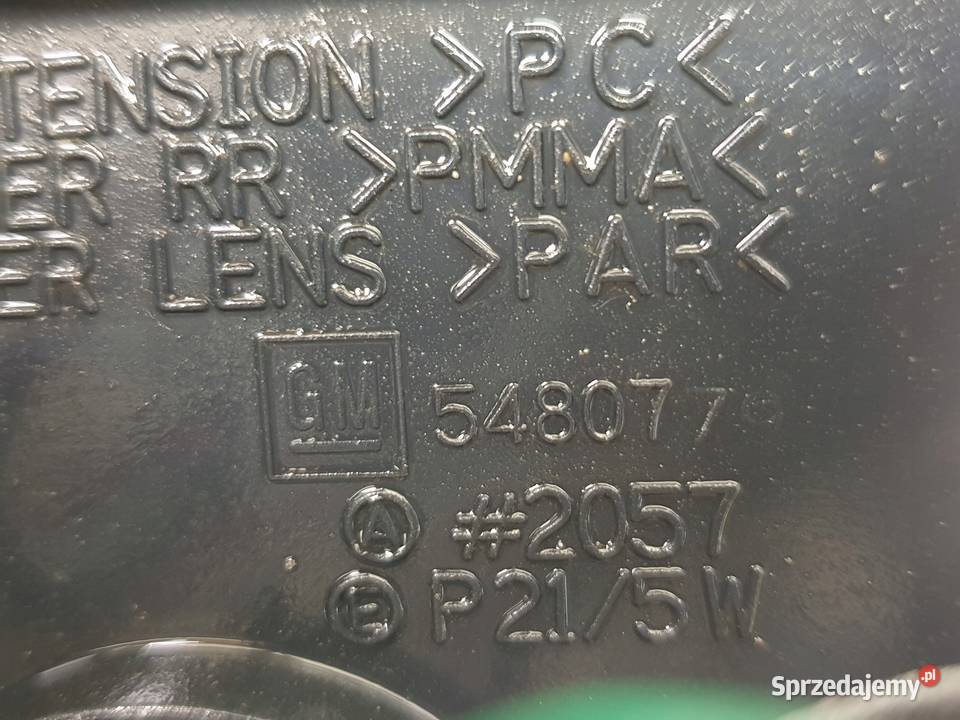 TENSION >PC<
ER RR >PMMA<
ER LENS >PAR<
GM 548077
A #2057
E P21/5W
Sprzedajemy.pl